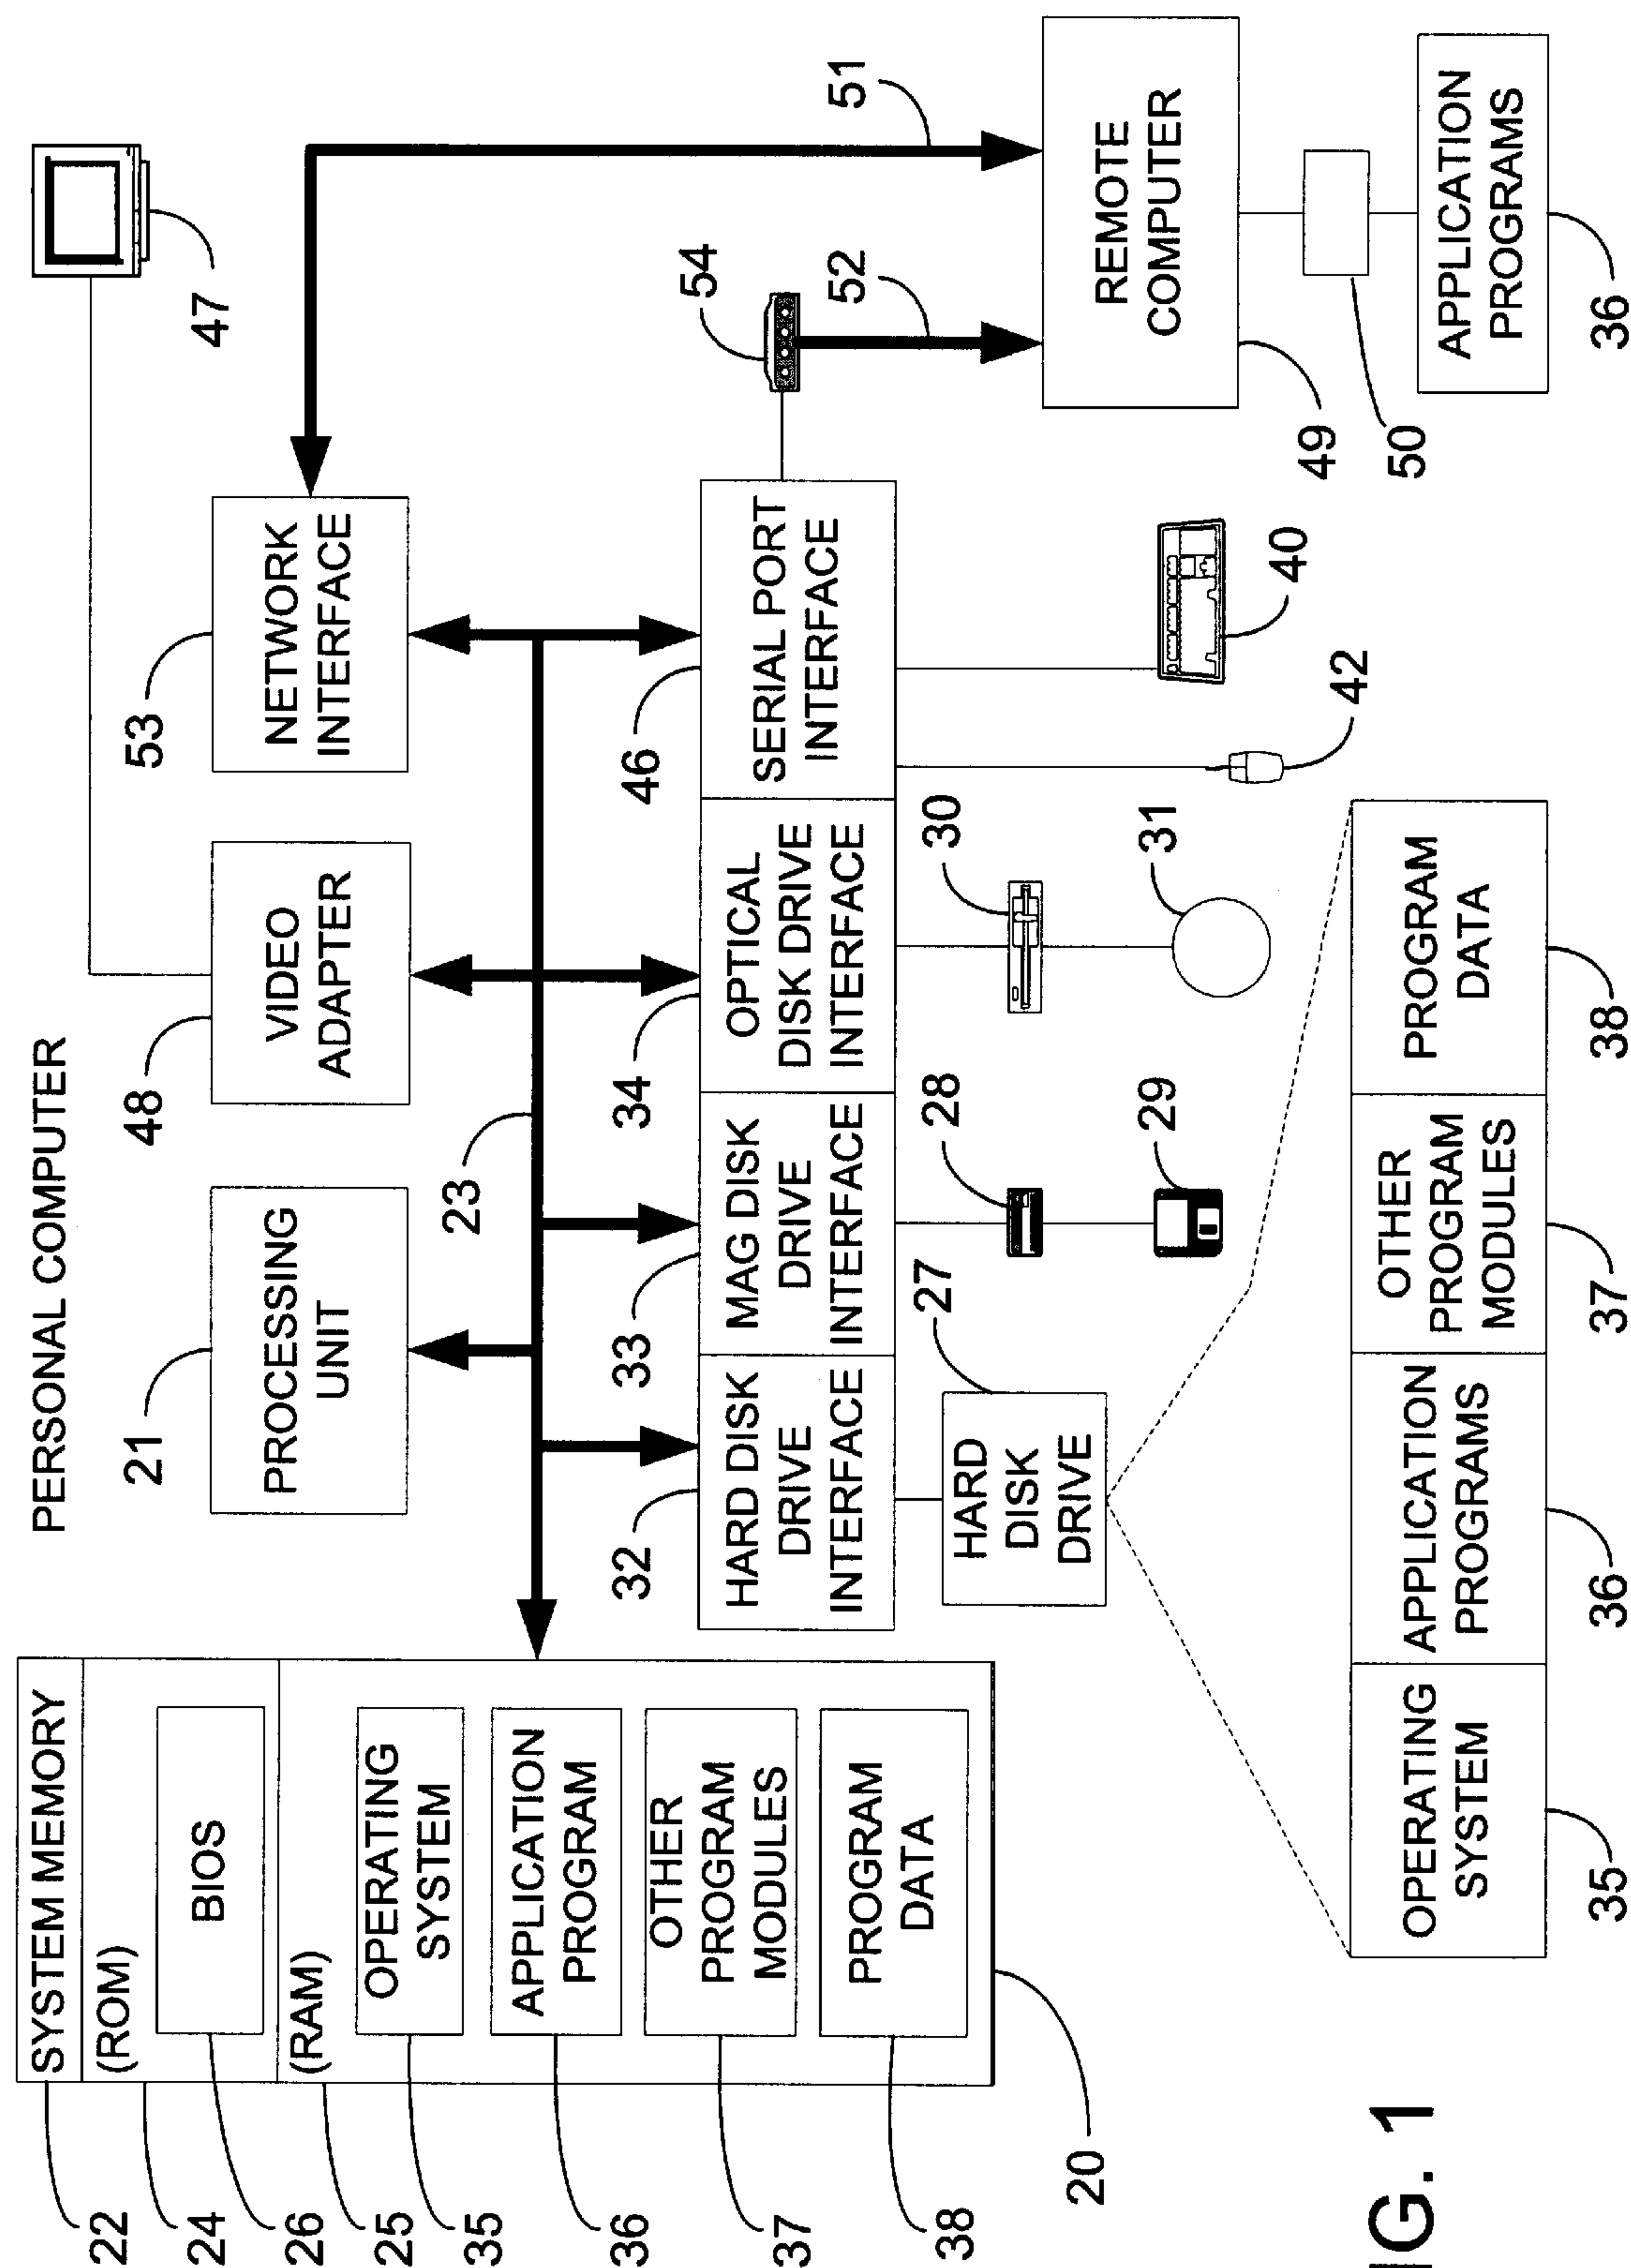 PERSONAL COMPUTER
SYSTEM MEMORY
22
(ROM)
24
BIOS
26
(RAM)
25
OPERATING
SYSTEM
35
APPLICATION
PROGRAM
36
OTHER
PROGRAM
MODULES
37
PROGRAM
DATA
38
20
21
PROCESSING
UNIT
48
VIDEO
ADAPTER
53
NETWORK
INTERFACE
47
23
32
HARD DISK
DRIVE
INTERFACE
33
MAG DISK
DRIVE
INTERFACE
34
OPTICAL
DISK DRIVE
INTERFACE
46
SERIAL PORT
INTERFACE
54
52
51
27
HARD
DISK
DRIVE
28
29
30
31
42
40
REMOTE
COMPUTER
49
50
APPLICATION
PROGRAMS
36
OPERATING
SYSTEM
35
APPLICATION
PROGRAMS
36
OTHER
PROGRAM
MODULES
37
PROGRAM
DATA
38
IG. 1